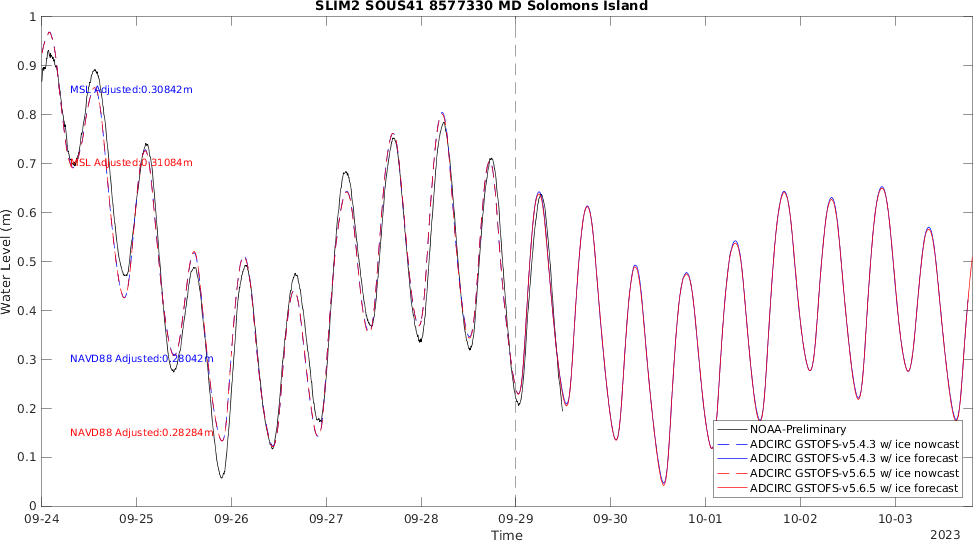 SLIM2 SOUS41 8577330 MD Solomons Island
1
0.9
0.8
0.7
0.6
0.5
0.4
0.3
0.2
0.1
0
Water Level (m)
MSL Adjusted:0.30842m
MSL Adjusted:0.31084m
NAVD88 Adjusted:0.28042m
NAVD88 Adjusted:0.28284m
NOAA-Preliminary
ADCIRC GSTOFS-v5.4.3 w/ ice nowcast
ADCIRC GSTOFS-v5.4.3 w/ ice forecast
ADCIRC GSTOFS-v5.6.5 w/ ice nowcast
ADCIRC GSTOFS-v5.6.5 w/ ice forecast
09-24 09-25 09-26 09-27 09-28 09-29 09-30 10-01 10-02 10-03
Time
2023